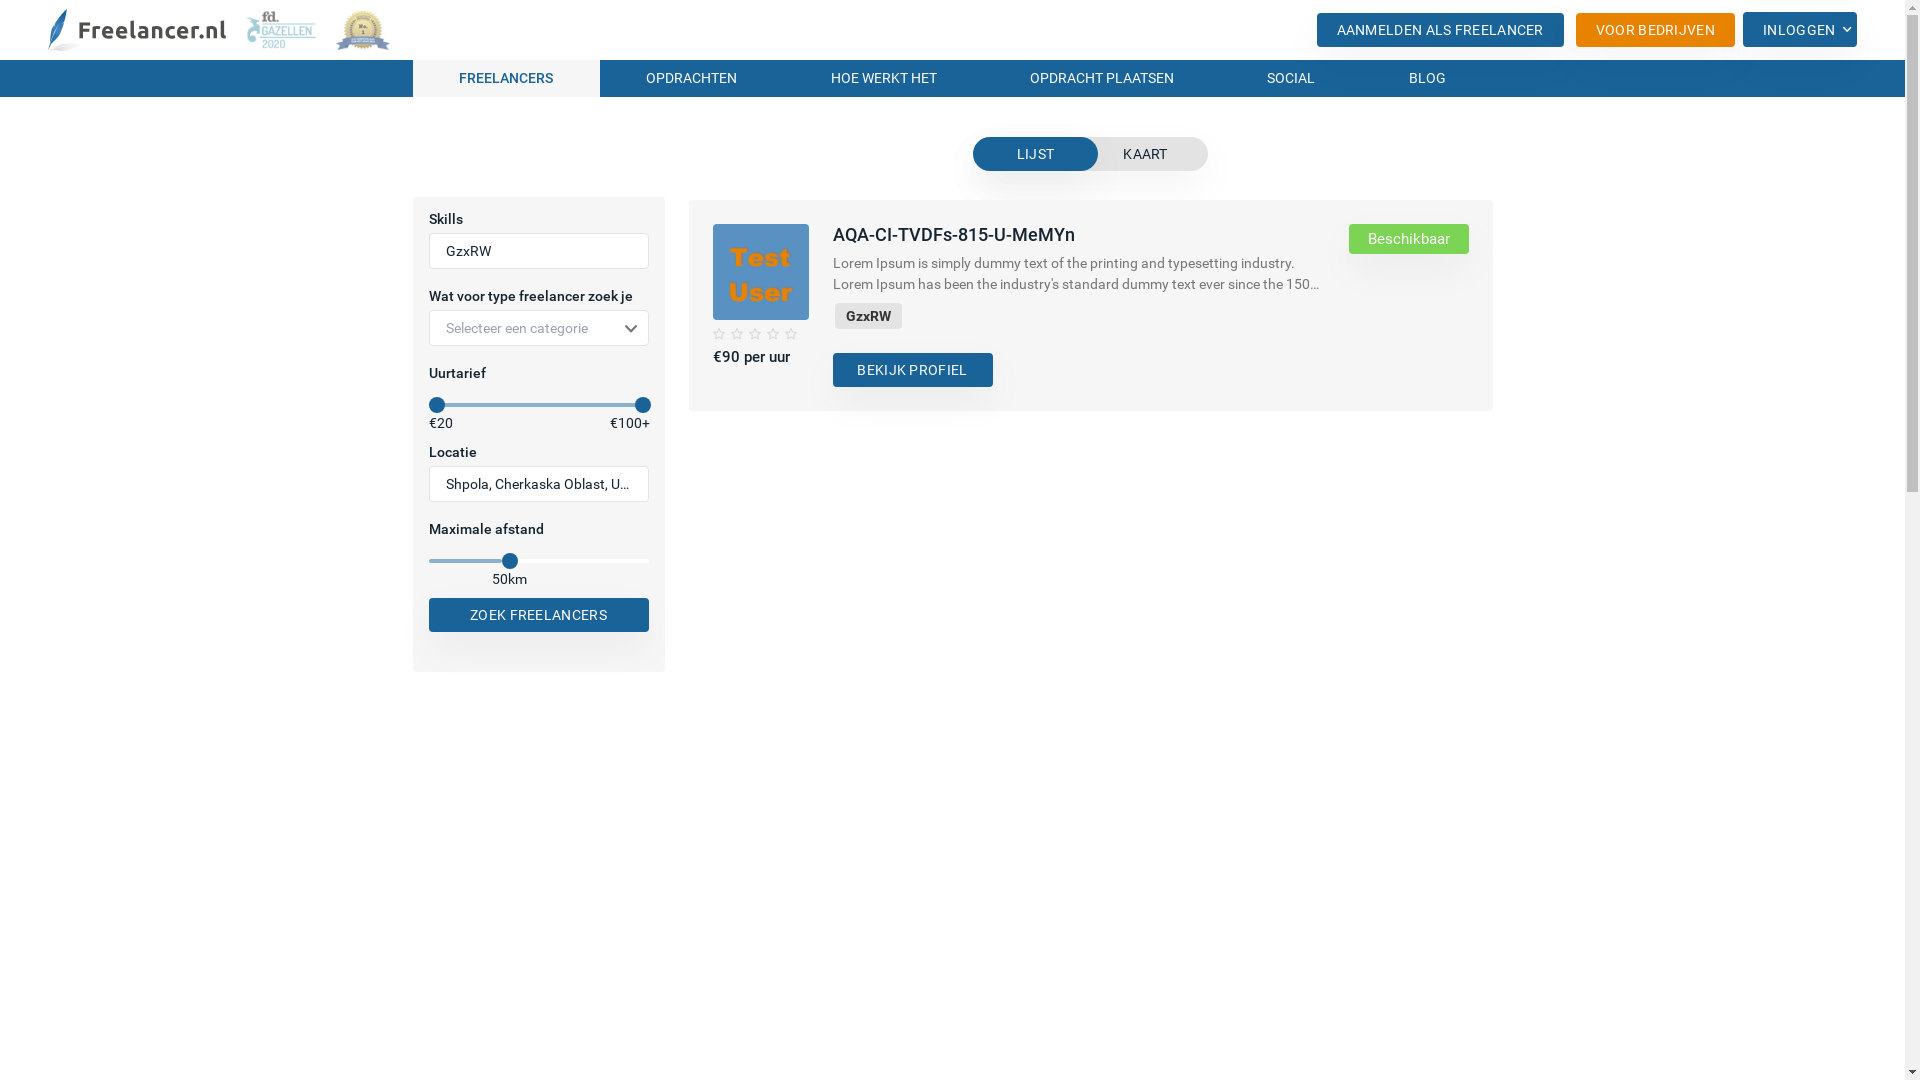 Freelancer.nl
fd.
GAZELLEN
2020
No.
1
AANMELDEN ALS FREELANCER
VOOR BEDRIJVEN
INLOGGEN
FREELANCERS
OPDRACHTEN
HOE WERKT HET
OPDRACHT PLAATSEN
SOCIAL
BLOG
LIJST
KAART
Skills
GzxRW
Wat voor type freelancer zoek je
Selecteer een categorie
Uurtarief
€20
€100+
Locatie
Shpola, Cherkaska Oblast, U...
Maximale afstand
50km
ZOEK FREELANCERS
Test
User
€90 per uur
AQA-CI-TVDFs-815-U-MeMYn
Lorem Ipsum is simply dummy text of the printing and typesetting industry.
Lorem Ipsum has been the industry's standard dummy text ever since the 150...
GzxRW
BEKIJK PROFIEL
Beschikbaar